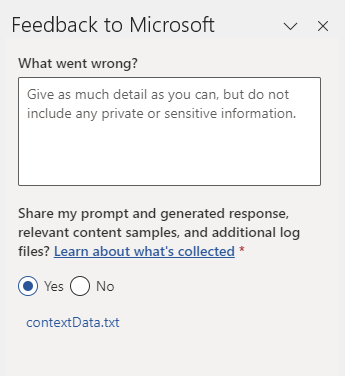 Feedback to Microsoft
What went wrong?
Give as much detail as you can, but do not
include any private or sensitive information.
Share my prompt and generated response,
relevant content samples, and additional log
files? Learn about what's collected *
Yes No
contextData.txt